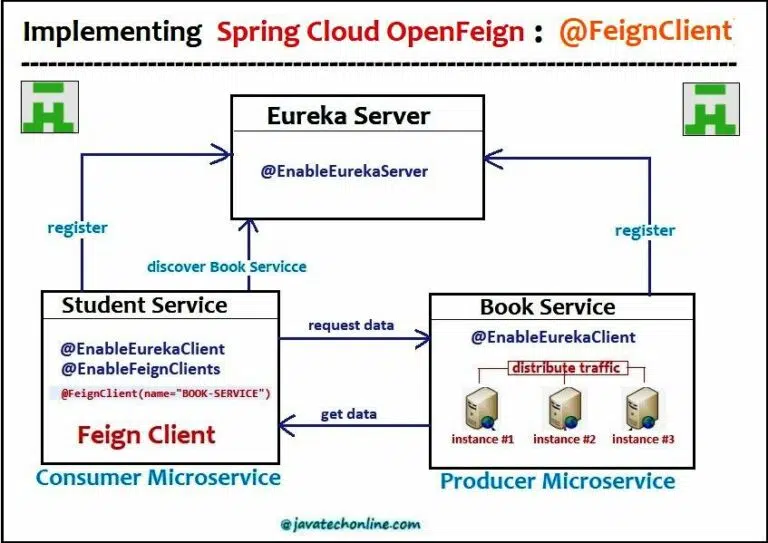 Implementing Spring Cloud OpenFeign : @FeignClient
Eureka Server
@EnableEurekaServer
register
register
discover Book Servicce
Student Service
@EnableEurekaClient
@EnableFeignClients
@FeignClient(name="BOOK-SERVICE")
Feign Client
Consumer Microservice
request data
get data
Book Service
@EnableEurekaClient
distribute traffic
instance #1 instance #2 instance #3
Producer Microservice
@javatechonline.com